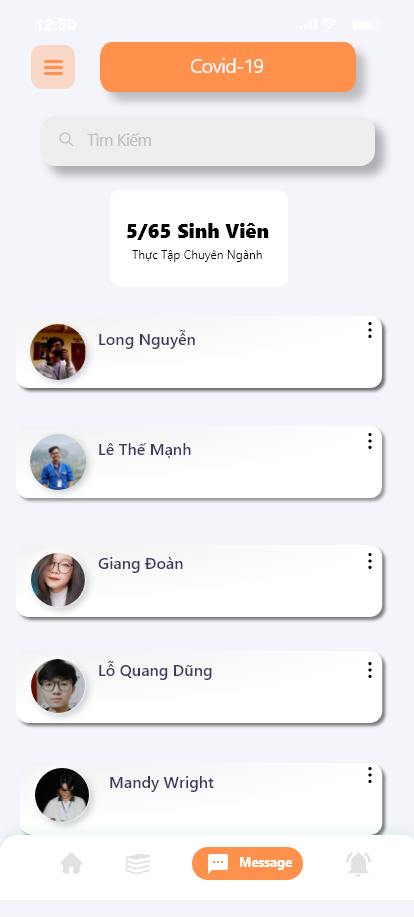 12:50
Covid-19
Tìm Kiếm
5/65 Sinh Viên
Thực Tập Chuyên Ngành
Long Nguyễn
Lê Thế Mạnh
Giang Đoàn
Lỗ Quang Dũng
Mandy Wright
Message